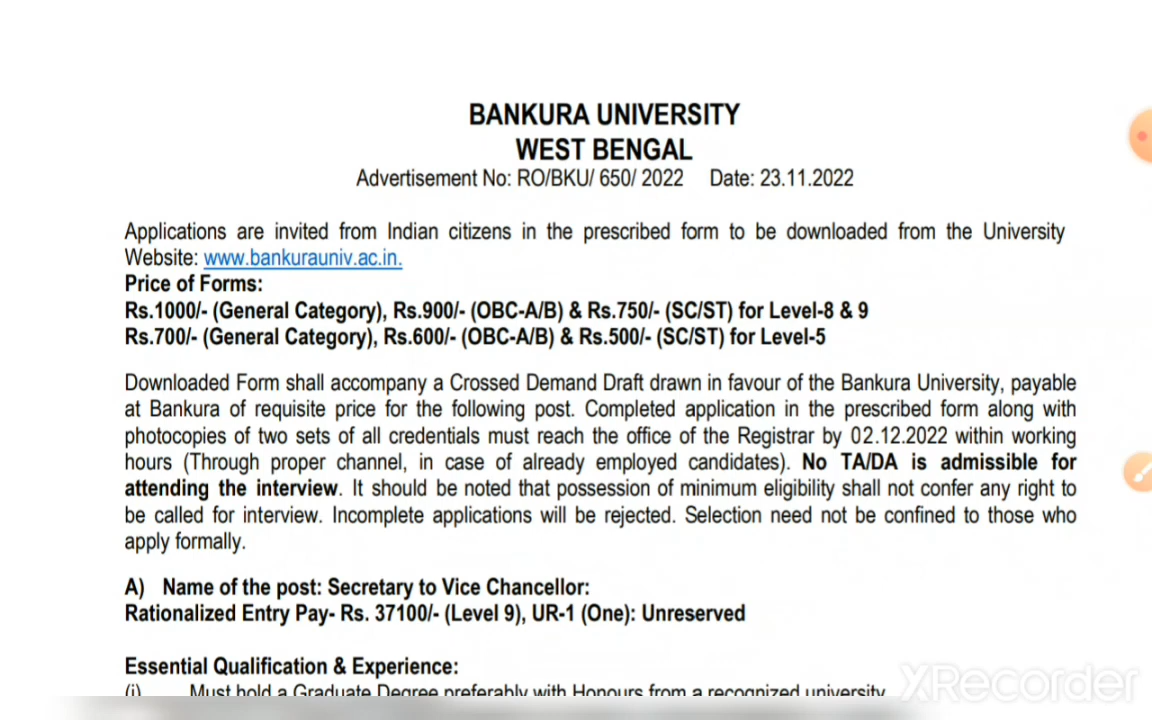 BANKURA UNIVERSITY
WEST BENGAL
Advertisement No: RO/BKU/ 650/ 2022 Date: 23.11.2022
Applications are invited from Indian citizens in the prescribed form to be downloaded from the University
Website: www.bankurauniv.ac.in.
Price of Forms:
Rs.1000/- (General Category), Rs.900/- (OBC-A/B) & Rs.750/- (SC/ST) for Level-8 & 9
Rs.700/- (General Category), Rs.600/- (OBC-A/B) & Rs.500/- (SC/ST) for Level-5
Downloaded Form shall accompany a Crossed Demand Draft drawn in favour of the Bankura University, payable
at Bankura of requisite price for the following post. Completed application in the prescribed form along with
photocopies of two sets of all credentials must reach the office of the Registrar by 02.12.2022 within working
hours (Through proper channel, in case of already employed candidates). No TA/DA is admissible for
attending the interview. It should be noted that possession of minimum eligibility shall not confer any right to
be called for interview. Incomplete applications will be rejected. Selection need not be confined to those who
apply formally.
A) Name of the post: Secretary to Vice Chancellor:
Rationalized Entry Pay- Rs. 37100/- (Level 9), UR-1 (One): Unreserved
Essential Qualification & Experience:
(i) Must hold a Graduate Degree preferably with Honours from a recognized university
XRecorder